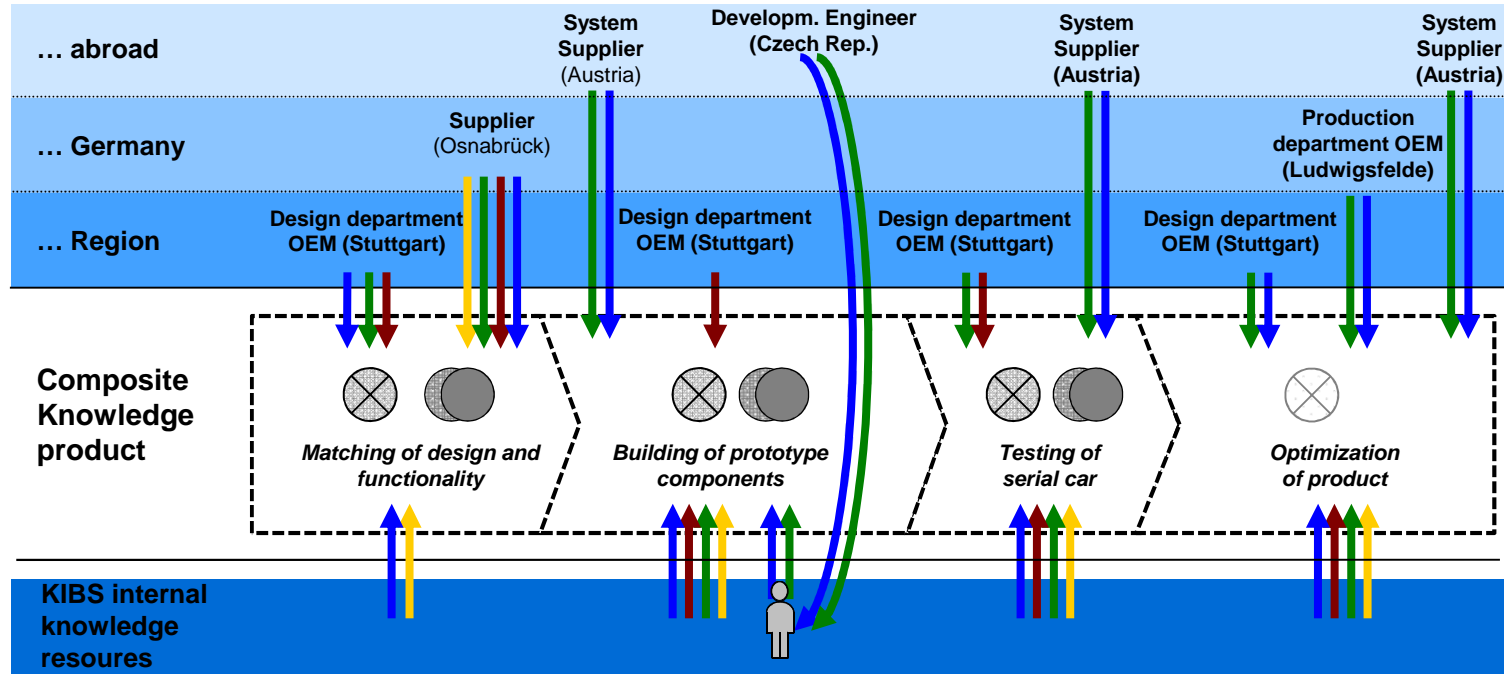 ... abroad
System
Supplier
(Austria)
Developm. Engineer
(Czech Rep.)
System
Supplier
(Austria)
System
Supplier
(Austria)
... Germany
Supplier
(Osnabrück)
Production
department OEM
(Ludwigsfelde)
... Region
Design department
OEM (Stuttgart)
Design department
OEM (Stuttgart)
Design department
OEM (Stuttgart)
Design department
OEM (Stuttgart)
Composite
Knowledge
product
Matching of design and
functionality
Building of prototype
components
Testing of
serial car
Optimization
of product
KIBS internal
knowledge
resoures